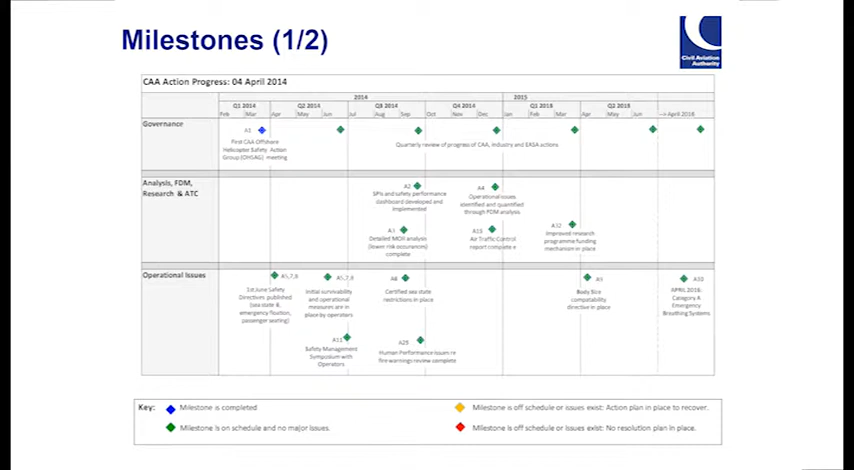 Milestones (1/2)
Civil Aviation
Authority
CAA Action Progress: 04 April 2014
2014 2015
Q1 2014 Q2 2014 Q3 2014 Q4 2014 Q1 2015 Q2 2015
Feb Mar Apr May Jun Jul Aug Sep Oct Nov Dec Jan Feb Mar Apr May Jun --> April 2016
Governance
A1
First CAA Offshore
Helicopter Safety Action
Group (OHSAG) meeting
Quarterly review of progress of CAA, industry and EASA actions
Analysis, FDM,
Research & ATC
A2
SPIs and safety performance
dashboard developed and
implemented
A4
Operational issues
identified and quantified
through FDM analysis.
A3
Detailed MOR analysis
(lower risk occurances)
complete
Air Traffic Control
report complete
A32
Improved research
programme funding
mechanism in place
Operational Issues
A5,7,8
1st June Safety
Directives published
(sea state 6,
emergency flotation,
passenger seating)
A5,7,8
Initial survivability
and operational
measures are in
place by operators
A6
Certified sea state
restrictions in place
Body Size
compatability
directive in place
A10
APRIL 2016.
Category A
Emergency
Breathing Systems
Safety Management
Symposium with
Operators
Human Performance issues re
fire warnings review complete
Key:
Milestone is completed
Milestone is on schedule and no major issues.
Milestone is off schedule or issues exist: Action plan in place to recover.
Milestone is off schedule or issues exist: No resolution plan in place.